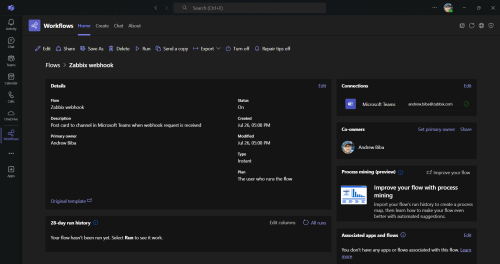 Search (Ctrl+E)
Workflows
Home
Create
Chat
About
Activity
Chat
Teams
Calendar
Calls
OneDrive
Workflows
Apps
Edit
Share
Save As
Delete
Run
Send a copy
Export
Turn off
Repair tips off
Flows > Zabbix webhook
Details
Edit
Flow
Zabbix webhook
Description
Post card to channel in Microsoft Teams when webhook request is received
Primary owner
Andrew Biba
Status
On
Created
Jul 26, 05:08 PM
Modified
Jul 26, 05:08 PM
Type
Instant
Plan
The user who runs the flow
Original template
28-day run history
Edit columns
All runs
Your flow hasn't been run yet. Select Run to see it work.
Connections
Edit
Microsoft Teams
andrew.biba@zabbix.com
Co-owners
Set primary owner
Share
Andrew Biba
Process mining (preview)
Improve your flow
Improve your flow with process
mining
Import your flow's run history to create a process
map, then learn how to make your flow even
better with automated suggestions.
Associated apps and flows
Edit
You don't have any apps or flows associated with this flow. Learn
more